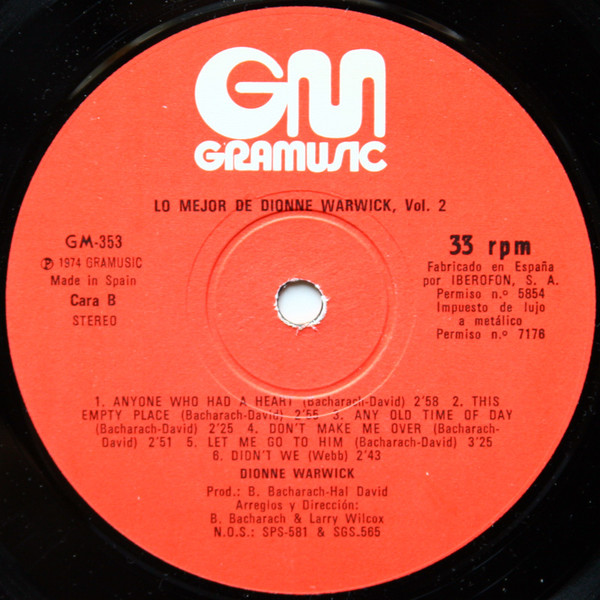 GM
GRAMUSIC
LO MEJOR DE DIONNE WARWICK, Vol. 2
GM-353
℗ 1974 GRAMUSIC
Made in Spain
Cara B
STEREO
33 rpm
Fabricado en España
por IBEROFON, S. A.
Permiso n.º 5854
Impuesto de lujo
a metálico
Permiso n.º 7176
1. ANYONE WHO HAD A HEART (Bacharach-David) 2'58 2. THIS
EMPTY PLACE (Bacharach-David) 2'55 3. ANY OLD TIME OF DAY
(Bacharach-David) 2'25 4. DON'T MAKE ME OVER (Bacharach-
David) 2'51 5. LET ME GO TO HIM (Bacharach-David) 3'25
6. DIDN'T WE (Webb) 2'43
DIONNE WARWICK
Prod.: B. Bacharach-Hal David
Arreglos y Dirección:
B. Bacharach & Larry Wilcox
N.O.S.: SPS-581 & SGS.565